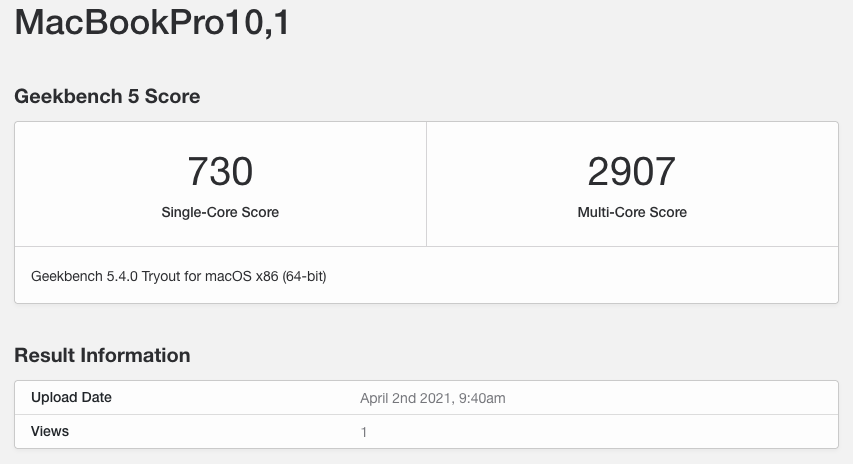 MacBookPro10,1
Geekbench 5 Score
730
Single-Core Score
2907
Multi-Core Score
Geekbench 5.4.0 Tryout for macOS x86 (64-bit)
Result Information
Upload Date April 2nd 2021, 9:40am
Views 1